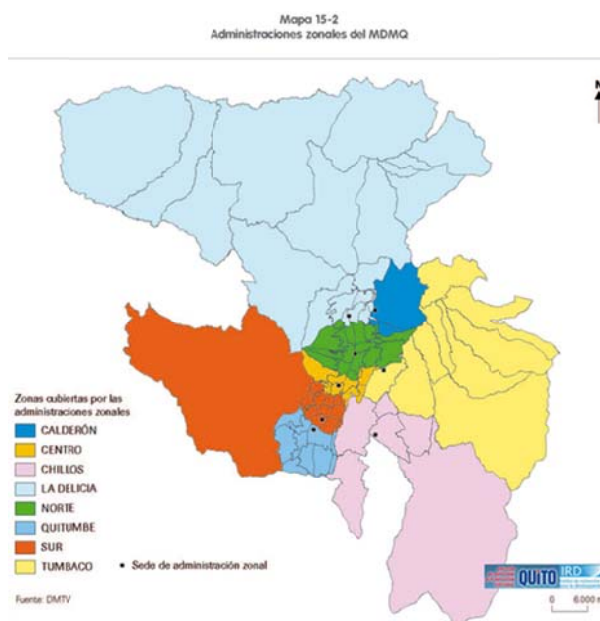 Mapa 15-2
Administraciones zonales del MDMQ
N
Zonas cubiertas por las
administraciones zonales
CALDERÓN
CENTRO
CHILLOS
LA DELICIA
NORTE
QUITUMBE
SUR
TUMBACO
Sede de administración zonal
Fuente: DMTV
QUITO
IRD
0 6.000 m